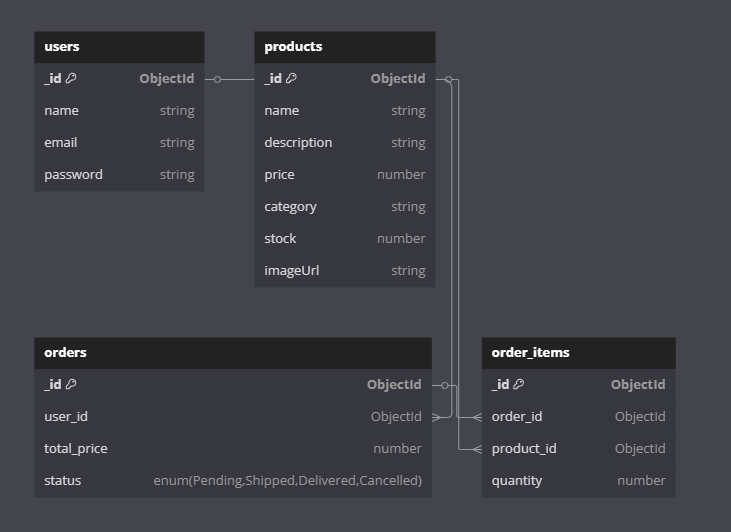 users
_id ObjectId
name string
email string
password string
products
_id ObjectId
name string
description string
price number
category string
stock number
imageUrl string
orders
_id ObjectId
user_id ObjectId
total_price number
status enum(Pending,Shipped,Delivered,Cancelled)
order_items
_id ObjectId
order_id ObjectId
product_id ObjectId
quantity number